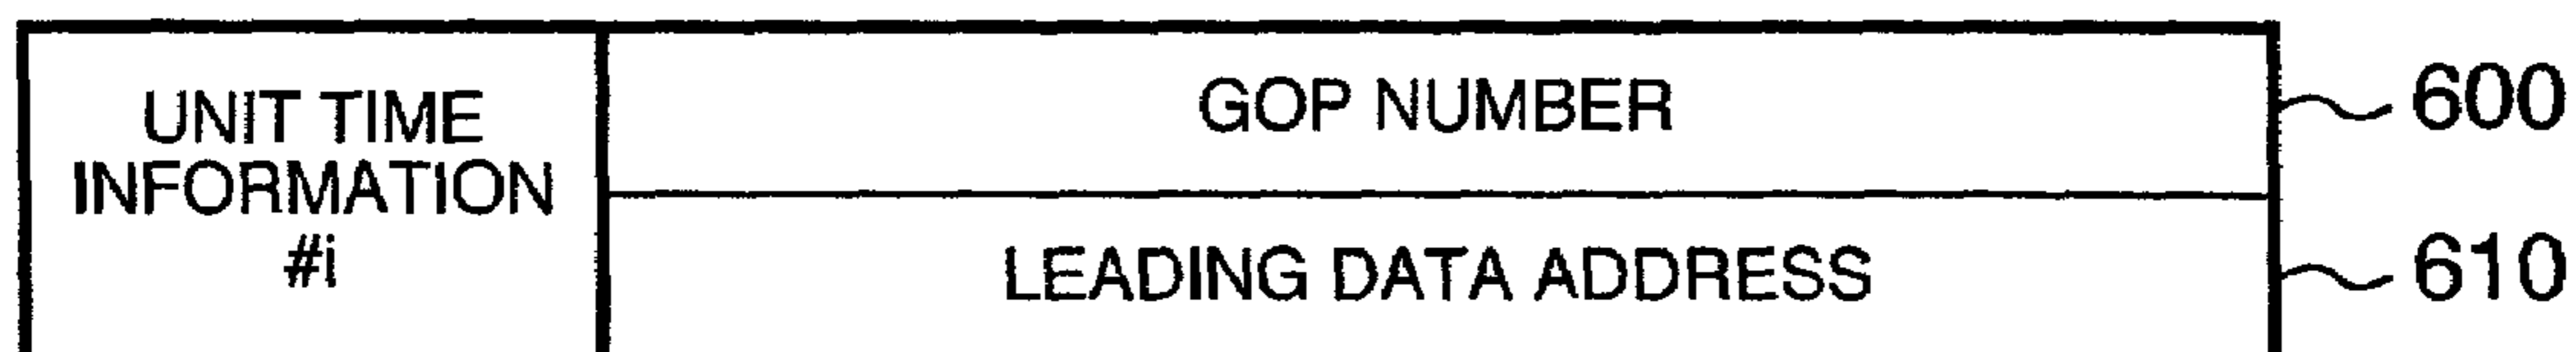 UNIT TIME
INFORMATION
#i
GOP NUMBER
600
LEADING DATA ADDRESS
610